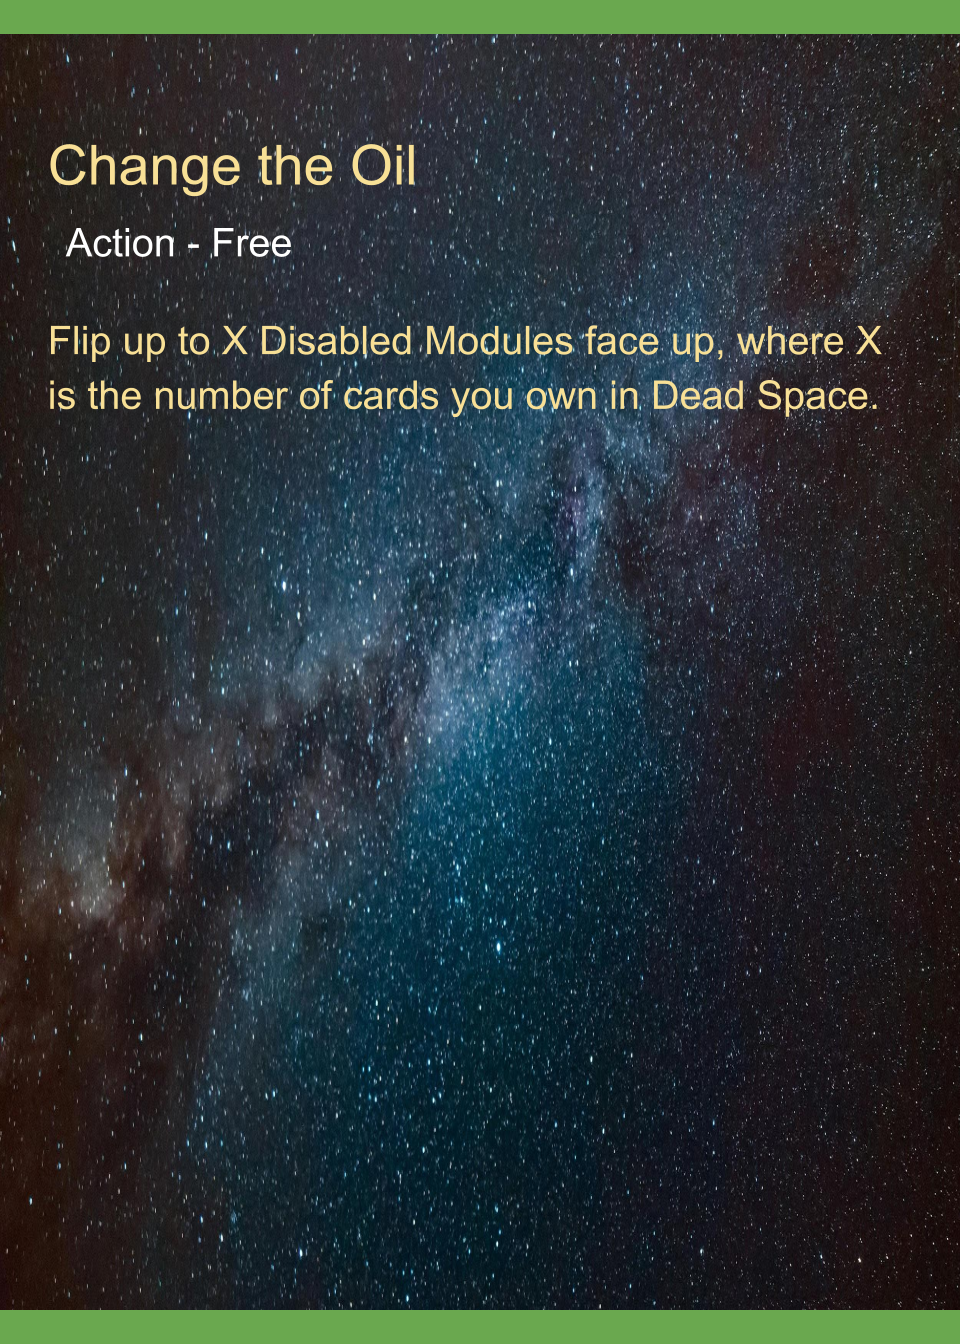 Change the Oil
Action - Free
Flip up to X Disabled Modules face up, where X
is the number of cards you own in Dead Space.